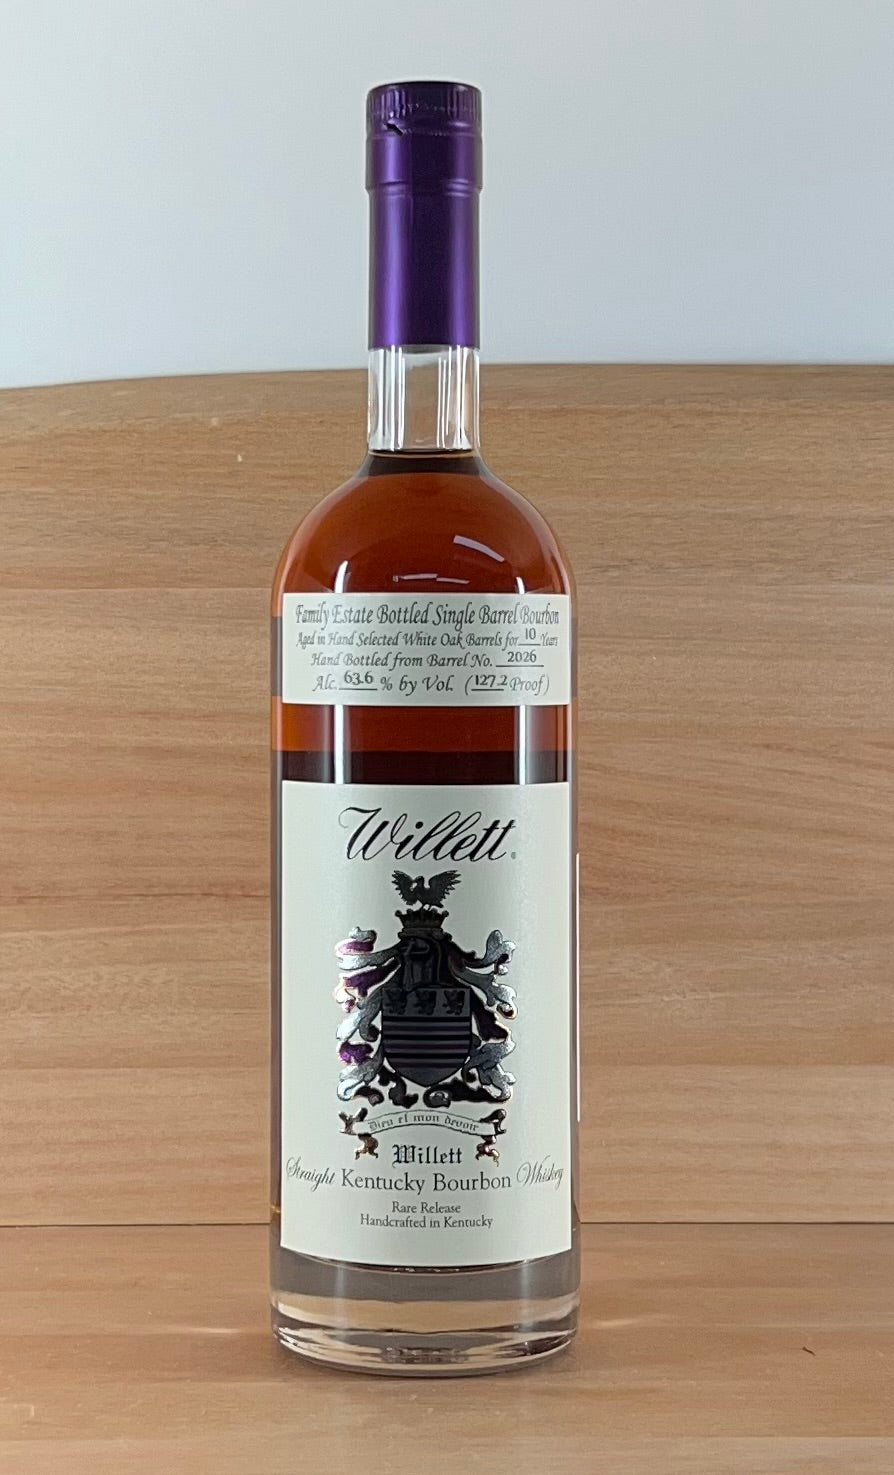 Family Estate Bottled Single Barrel Bourbon
Aged in Hand Selected White Oak Barrels for 10 Years
Hand Bottled from Barrel No. 2026
Alc. 63.6 % by Vol. (127.2 Proof)
Willett®
Dieu et mon devoir
Willett
Straight Kentucky Bourbon Whiskey
Rare Release
Handcrafted in Kentucky